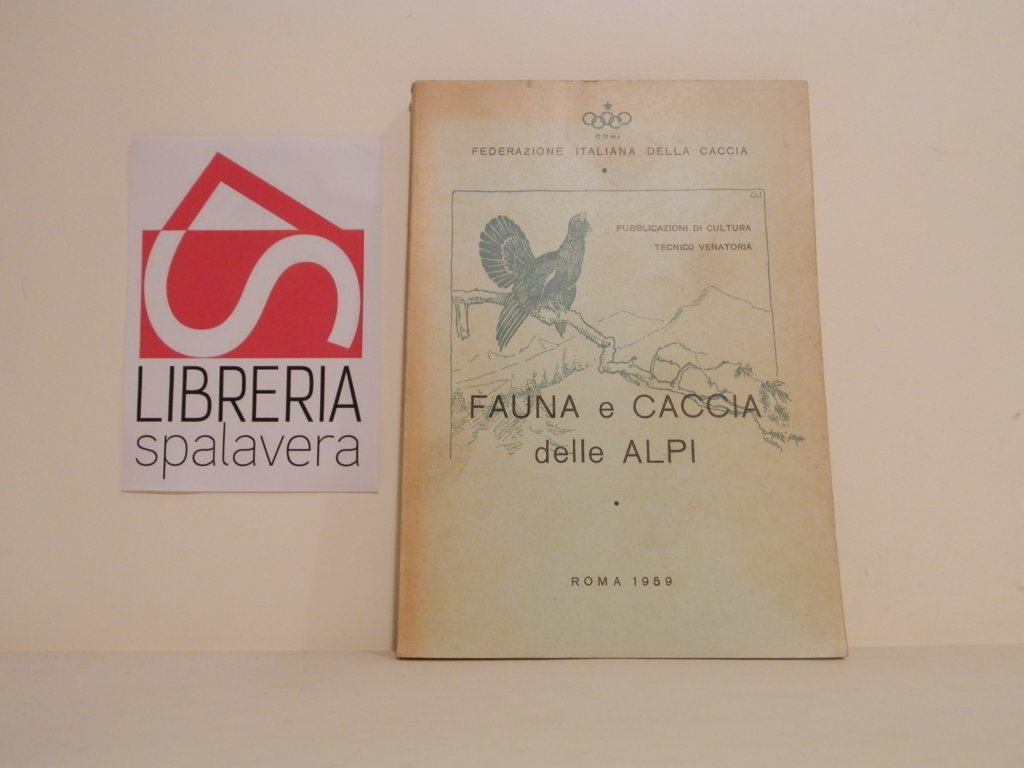 LIBRERIA
spalavera
CONI
FEDERAZIONE ITALIANA DELLA CACCIA
PUBBLICAZIONI DI CULTURA
TECNICO VENATORIA
FAUNA e CACCIA
delle ALPI
ROMA 1959